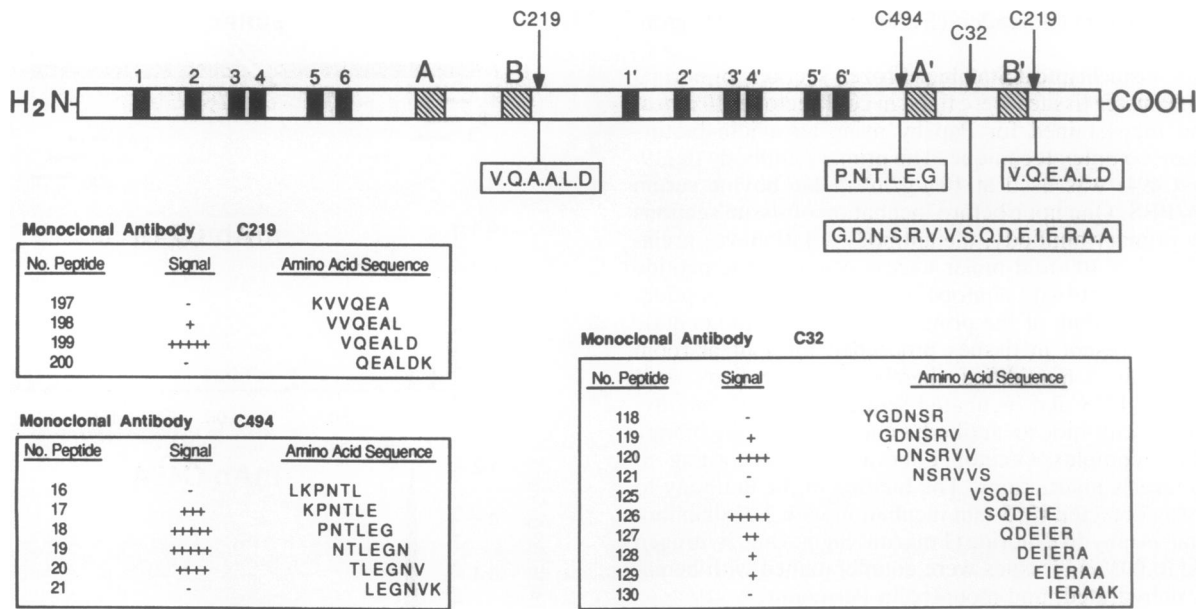 C219 C494 C32 C219
1 2 3 4 5 6 A B 1' 2' 3' 4' 5' 6' A' B'
H2N- -COOH
V.Q.A.A.L.D P.N.T.L.E.G V.Q.E.A.L.D
G.D.N.S.R.V.V.S.Q.D.E.I.E.R.A.A
Monoclonal Antibody C219
No. Peptide Signal Amino Acid Sequence
197 - KVVQEA
198 + VVQEAL
199 +++++ VQEALD
200 - QEALDK
Monoclonal Antibody C494
No. Peptide Signal Amino Acid Sequence
16 - LKPNTL
17 +++ KPNTLE
18 +++++ PNTLEG
19 +++++ NTLEGN
20 ++++ TLEGNV
21 - LEGNVK
Monoclonal Antibody C32
No. Peptide Signal Amino Acid Sequence
118 - YGDNSR
119 + GDNSRV
120 ++++ DNSRVV
121 - NSRVVS
125 - VSQDEI
126 +++++ SQDEIE
127 ++ QDEIER
128 + DEIERA
129 + EIERAA
130 - IERAAK